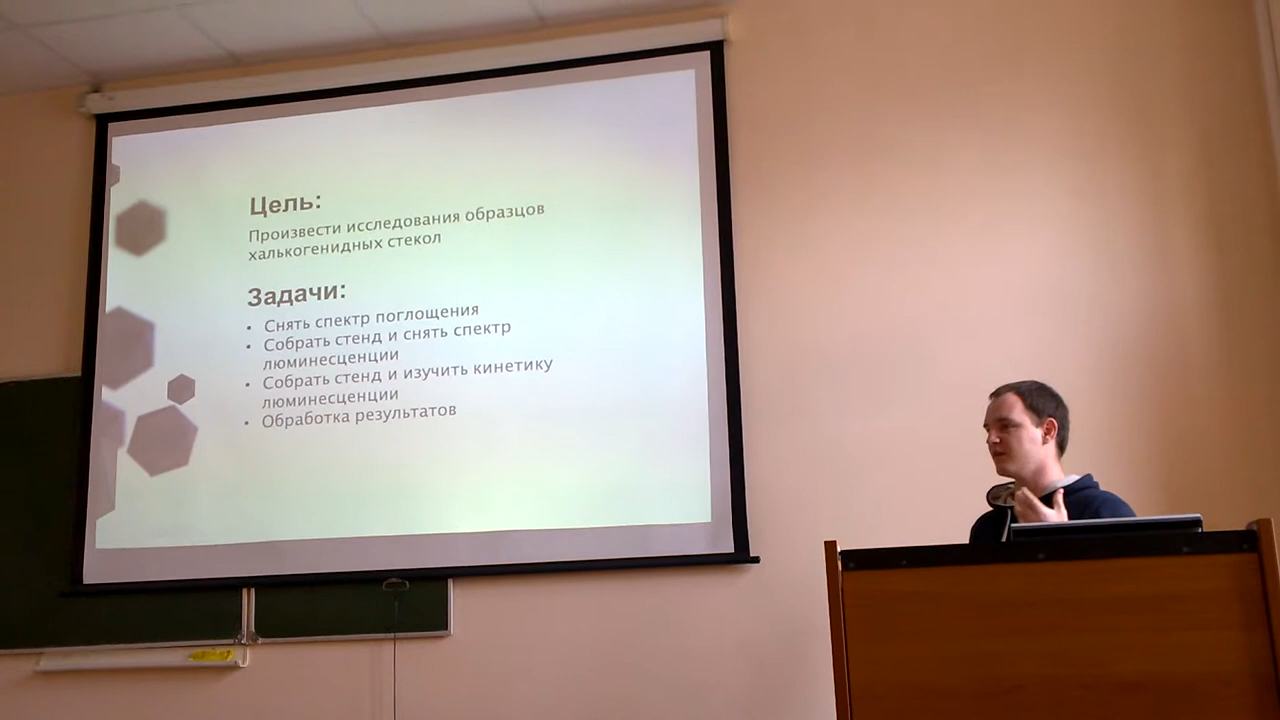 Цель:
Произвести исследования образцов
халькогенидных стекол
Задачи:
• Снять спектр поглощения
• Собрать стенд и снять спектр
люминесценции
• Собрать стенд и изучить кинетику
люминесценции
• Обработка результатов